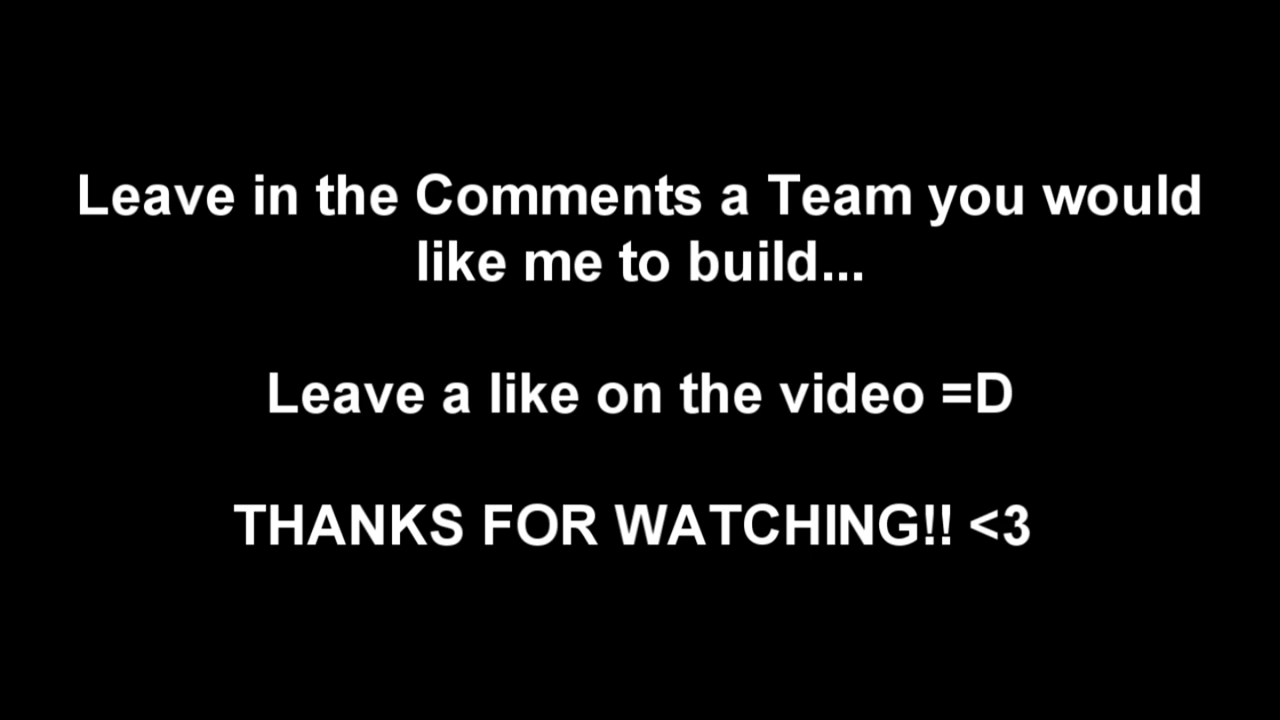 Leave in the Comments a Team you would
like me to build...
Leave a like on the video =D
THANKS FOR WATCHING!! <3